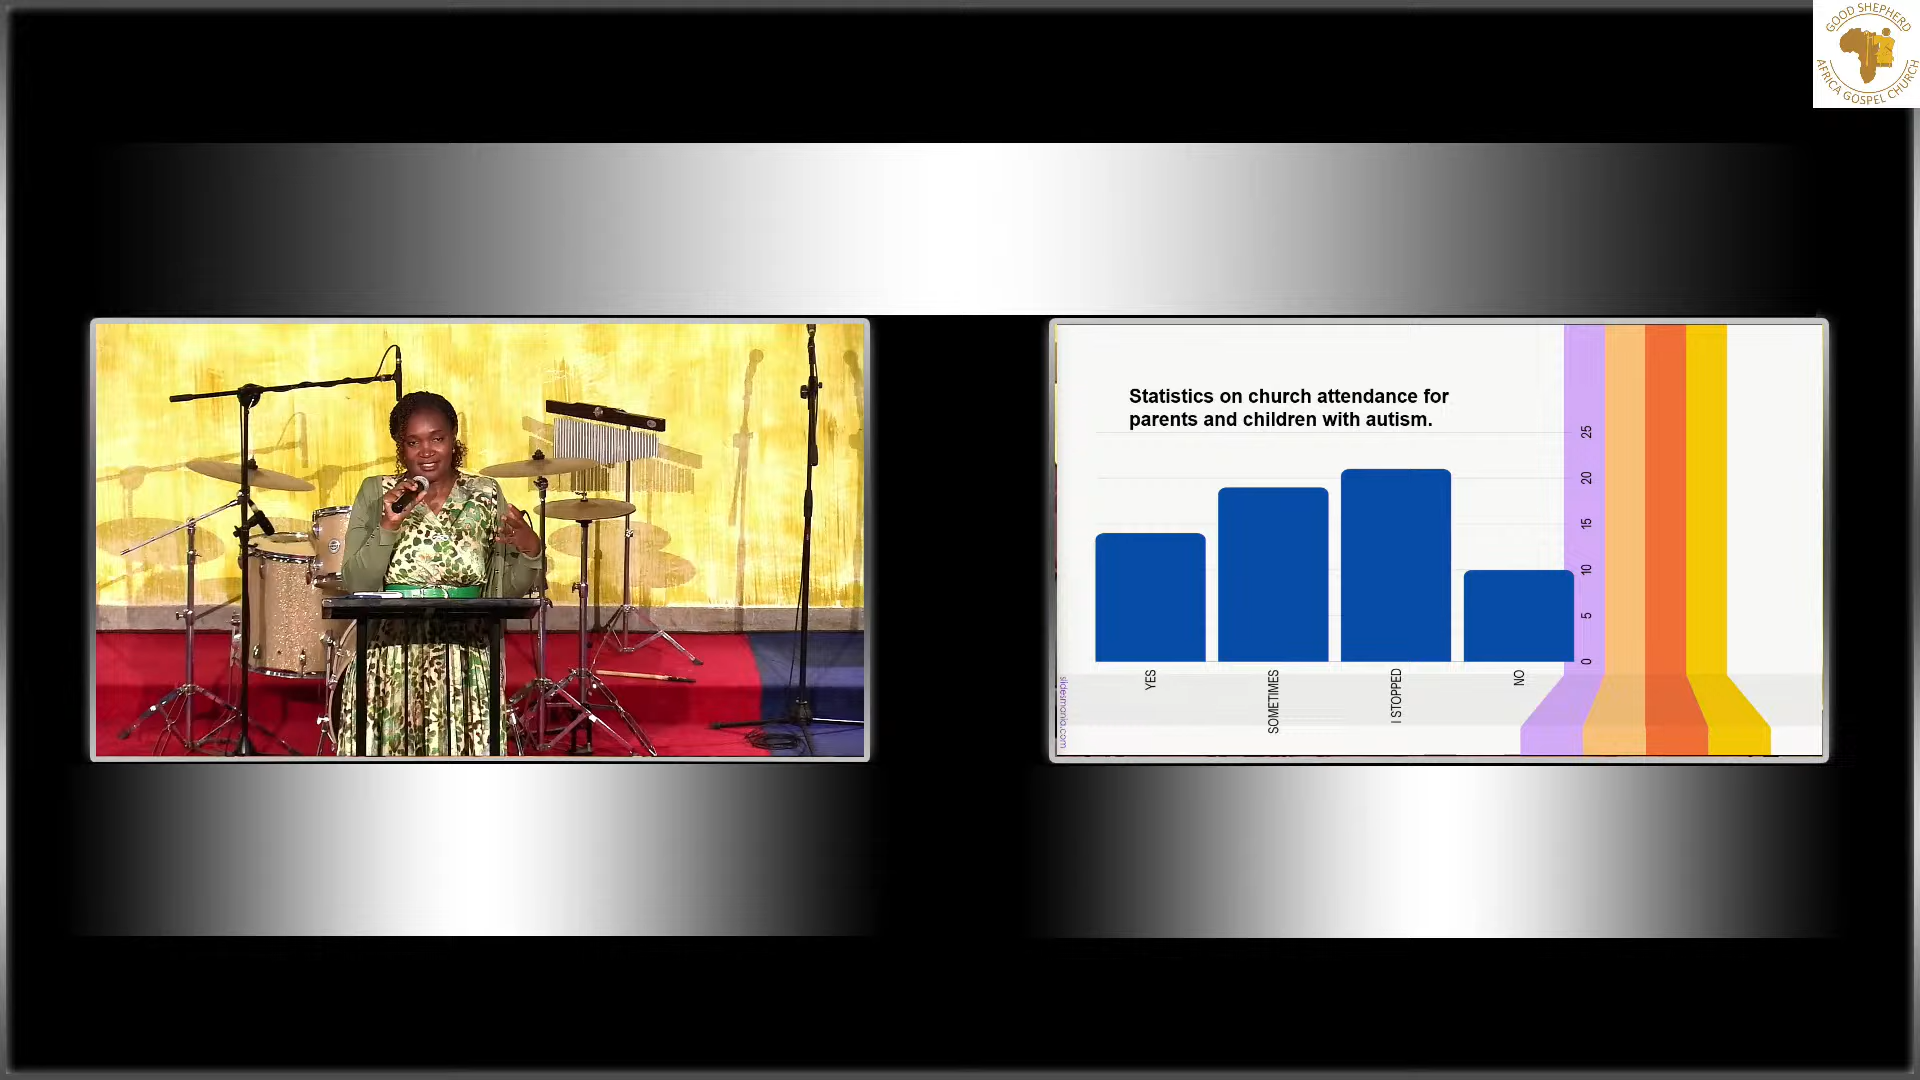 GOOD SHEPHERD
AFRICA GOSPEL CHURCH
Statistics on church attendance for
parents and children with autism.
25
20
15
10
5
0
YES
SOMETIMES
I STOPPED
NO
slidesmania.com